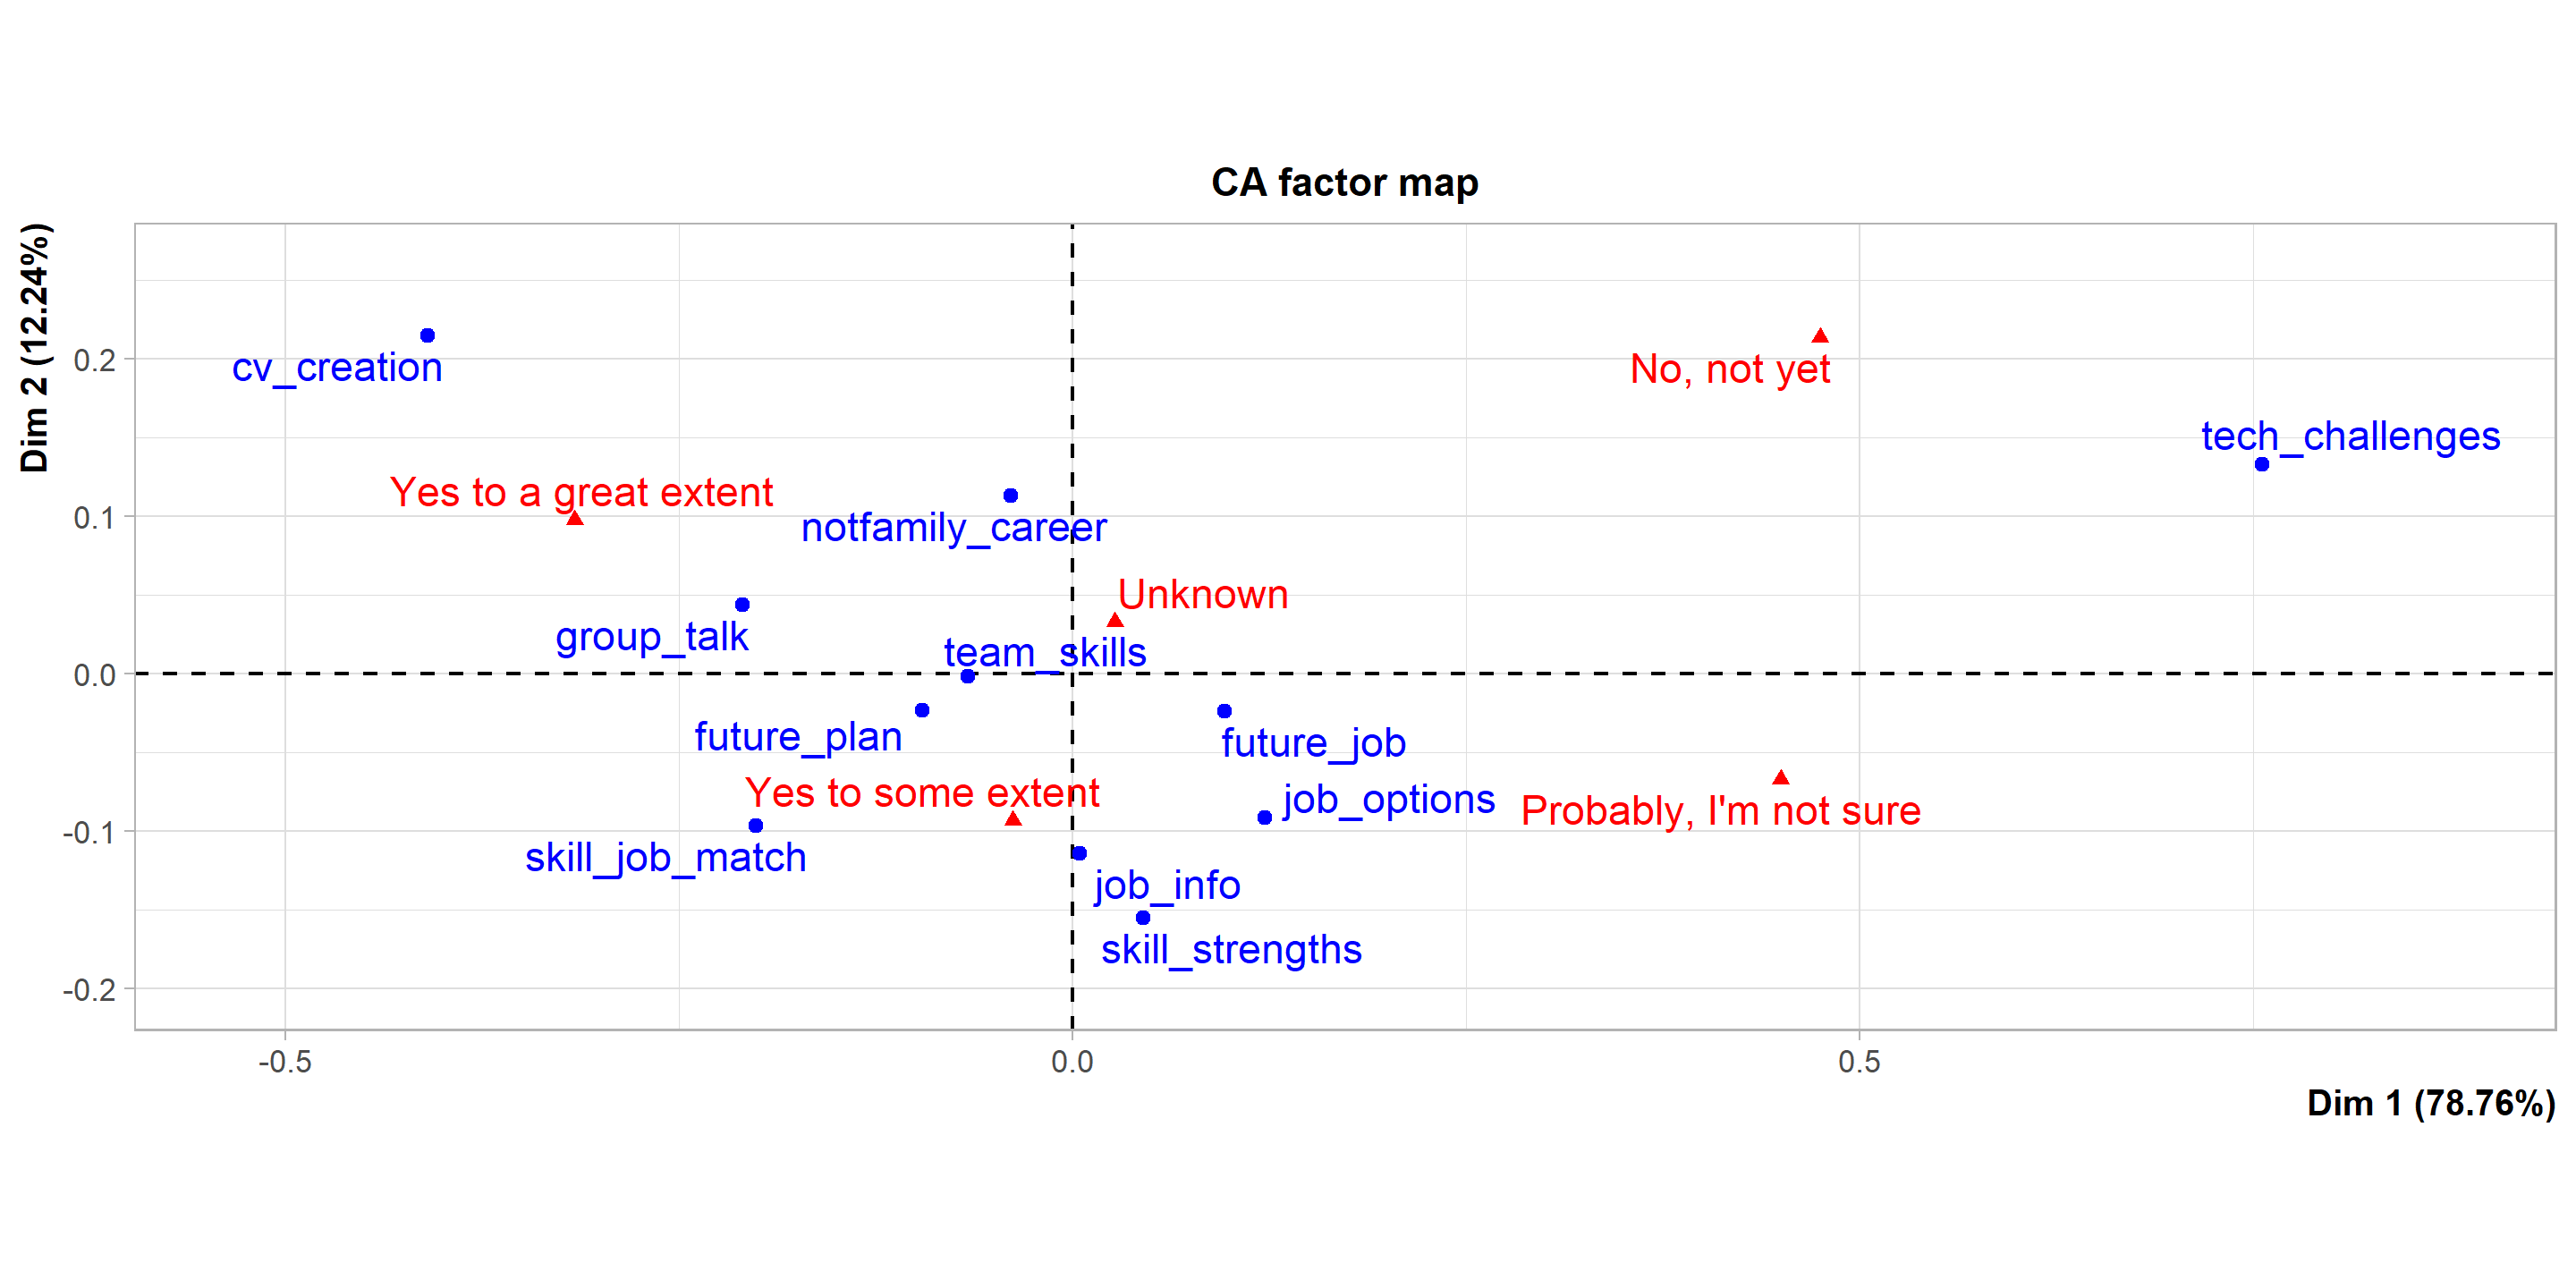 CA factor map
Dim 2 (12.24%)
0.2
0.1
0.0
-0.1
-0.2
cv_creation
No, not yet
tech_challenges
Yes to a great extent
notfamily_career
Unknown
group_talk
team_skills
future_plan
future_job
Yes to some extent
job_options
Probably, I'm not sure
skill_job_match
job_info
skill_strengths
-0.5
0.0
0.5
Dim 1 (78.76%)